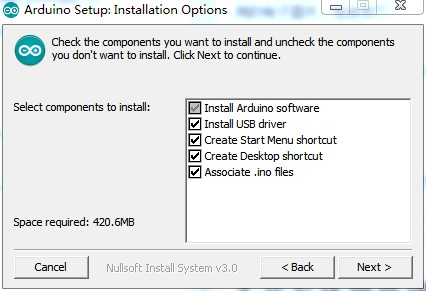 Arduino Setup: Installation Options
Check the components you want to install and uncheck the components
you don't want to install. Click Next to continue.
Select components to install:
Install Arduino software
Install USB driver
Create Start Menu shortcut
Create Desktop shortcut
Associate .ino files
Space required: 420.6MB
Cancel
Nullsoft Install System v3.0
< Back
Next >